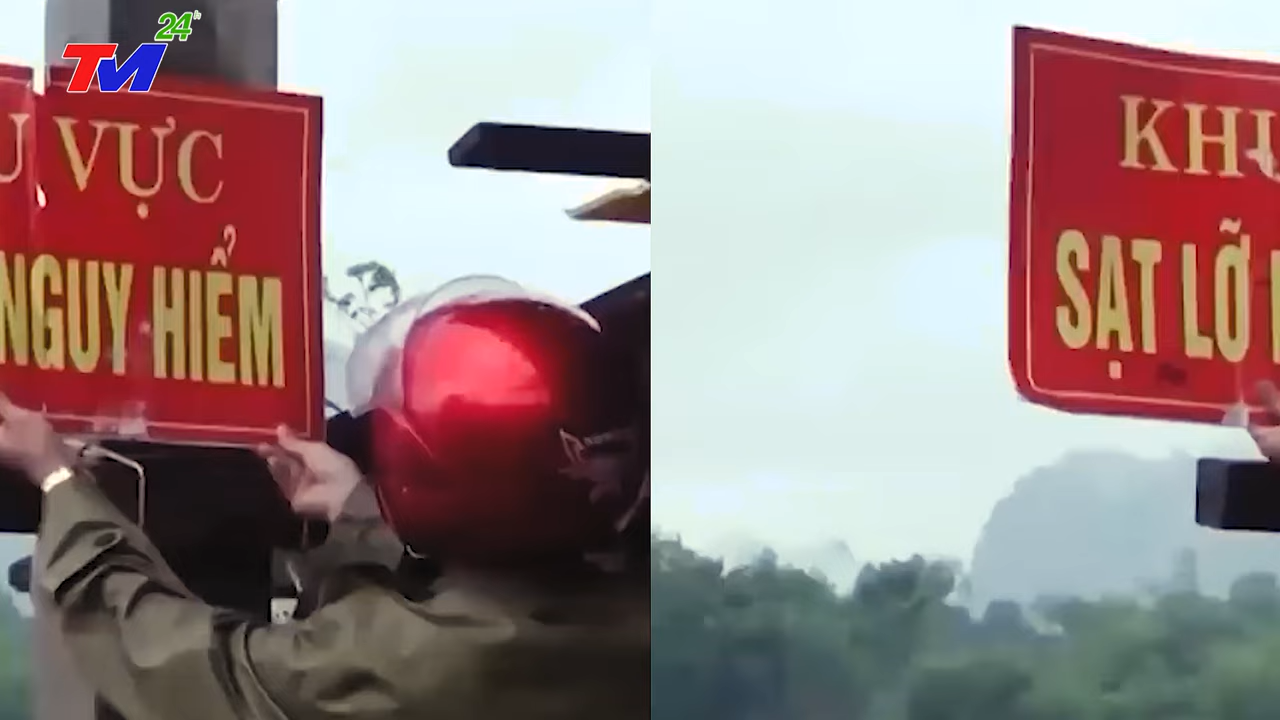 24h
TM
U VỰC
NGUY HIỂM
KHU
SẠT LỠ